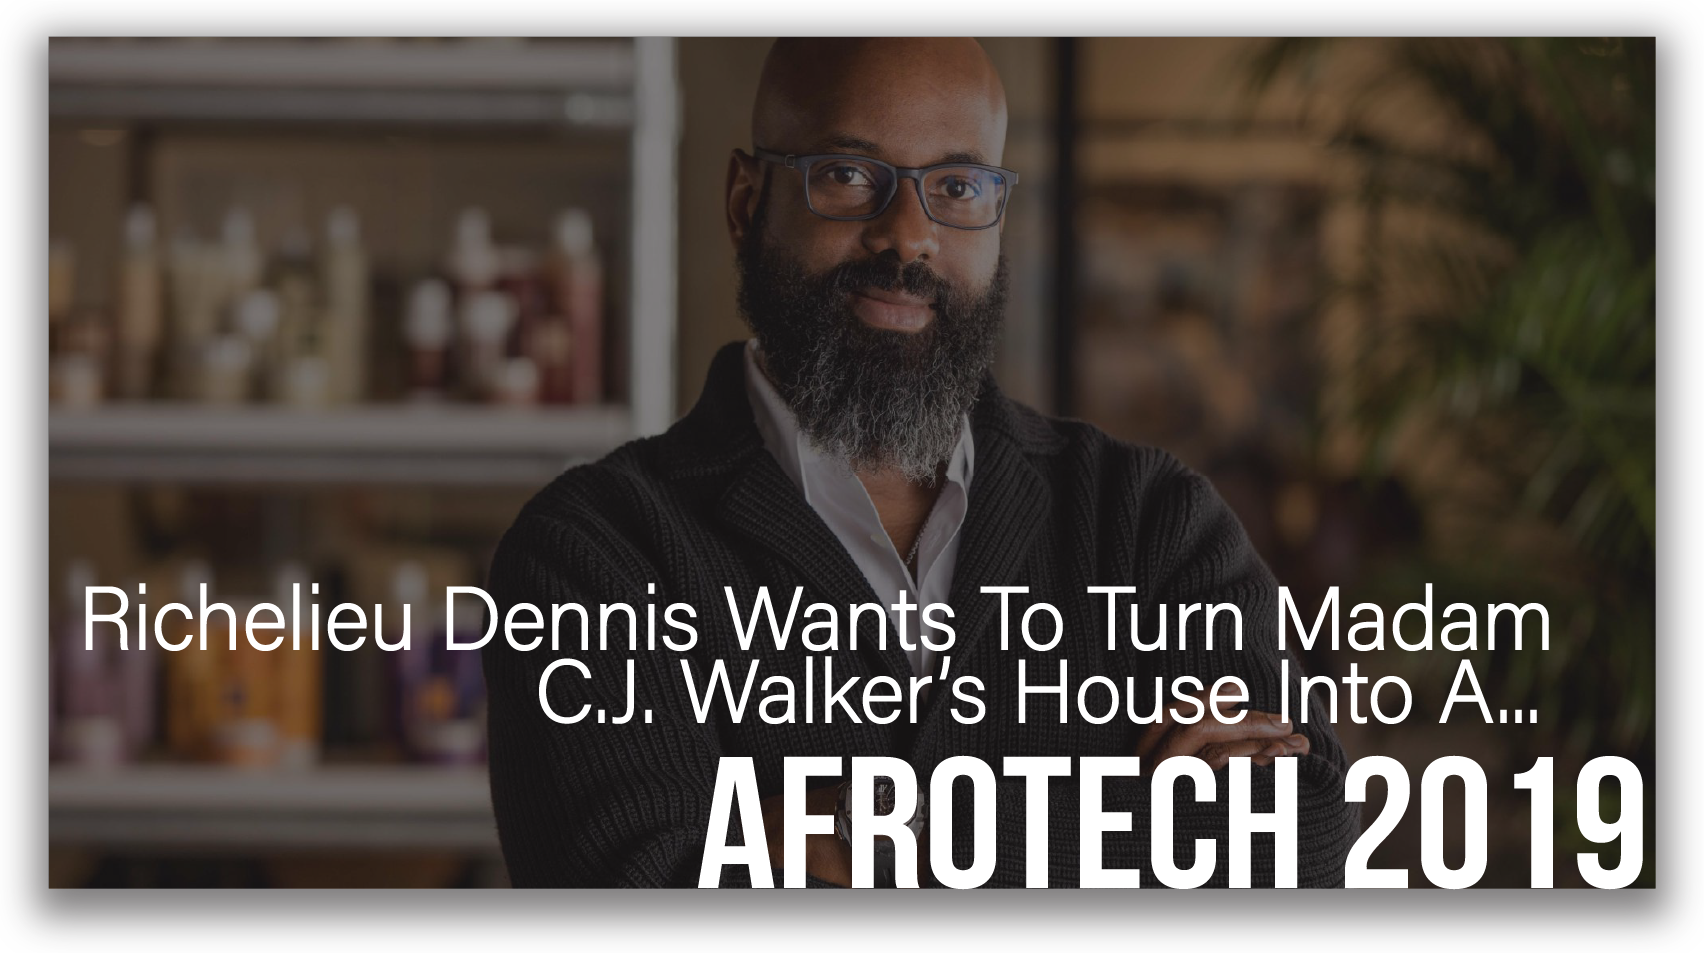 Richelieu Dennis Wants To Turn Madam
C.J. Walker’s House Into A...
AFROTECH 2019